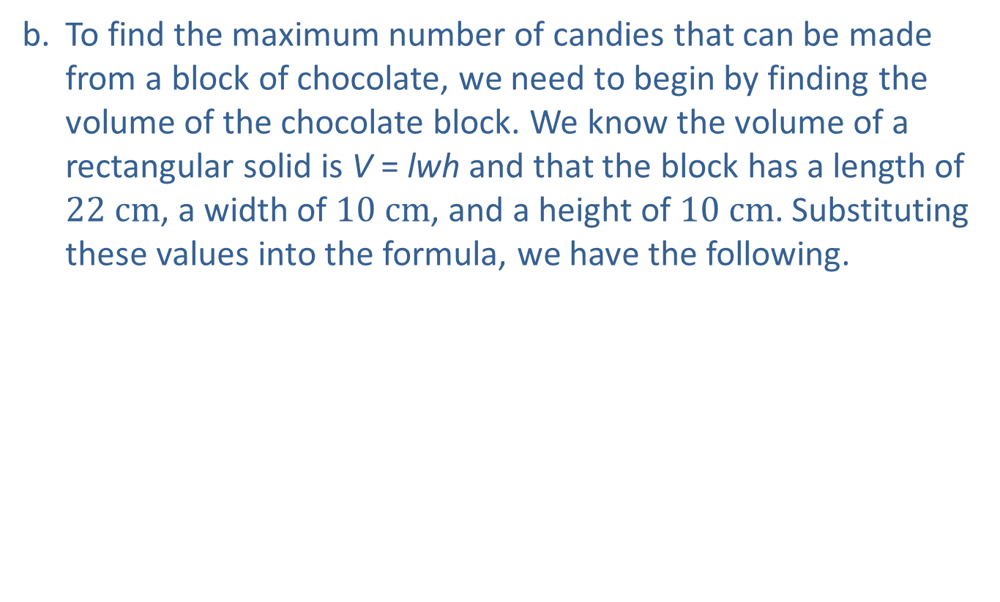 b. To find the maximum number of candies that can be made
from a block of chocolate, we need to begin by finding the
volume of the chocolate block. We know the volume of a
rectangular solid is V = lwh and that the block has a length of
22 cm, a width of 10 cm, and a height of 10 cm. Substituting
these values into the formula, we have the following.